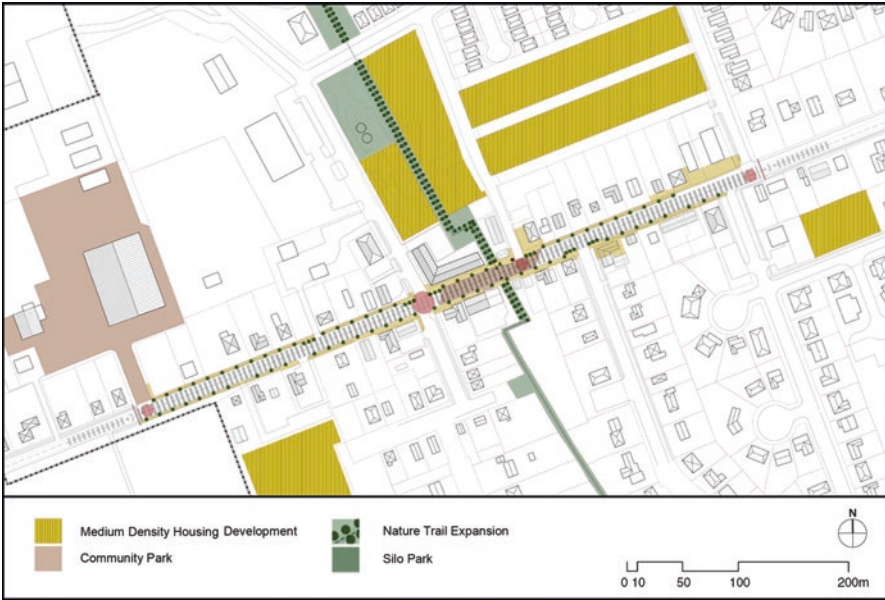 Medium Density Housing Development
Community Park
Nature Trail Expansion
Silo Park
N
0 10 50 100 200m